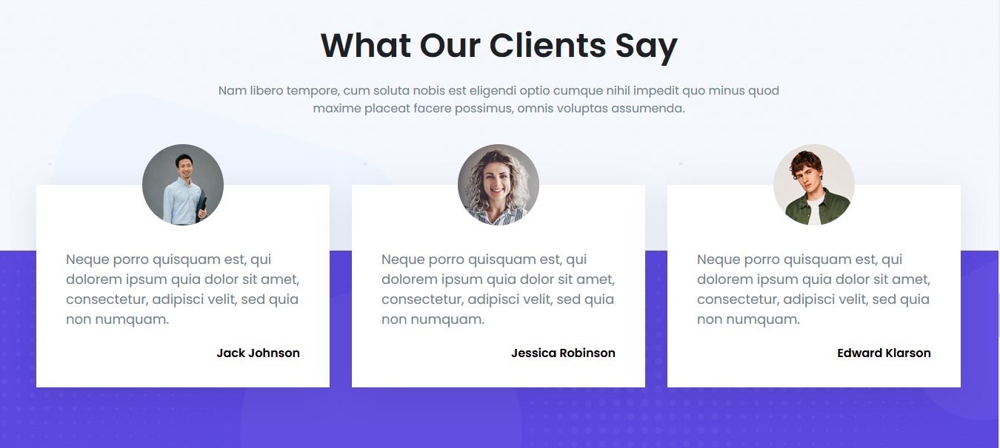 What Our Clients Say
Nam libero tempore, cum soluta nobis est eligendi optio cumque nihil impedit quo minus quod
maxime placeat facere possimus, omnis voluptas assumenda.
Neque porro quisquam est, qui
dolorem ipsum quia dolor sit amet,
consectetur, adipisci velit, sed quia
non numquam.
Jack Johnson
Neque porro quisquam est, qui
dolorem ipsum quia dolor sit amet,
consectetur, adipisci velit, sed quia
non numquam.
Jessica Robinson
Neque porro quisquam est, qui
dolorem ipsum quia dolor sit amet,
consectetur, adipisci velit, sed quia
non numquam.
Edward Klarson